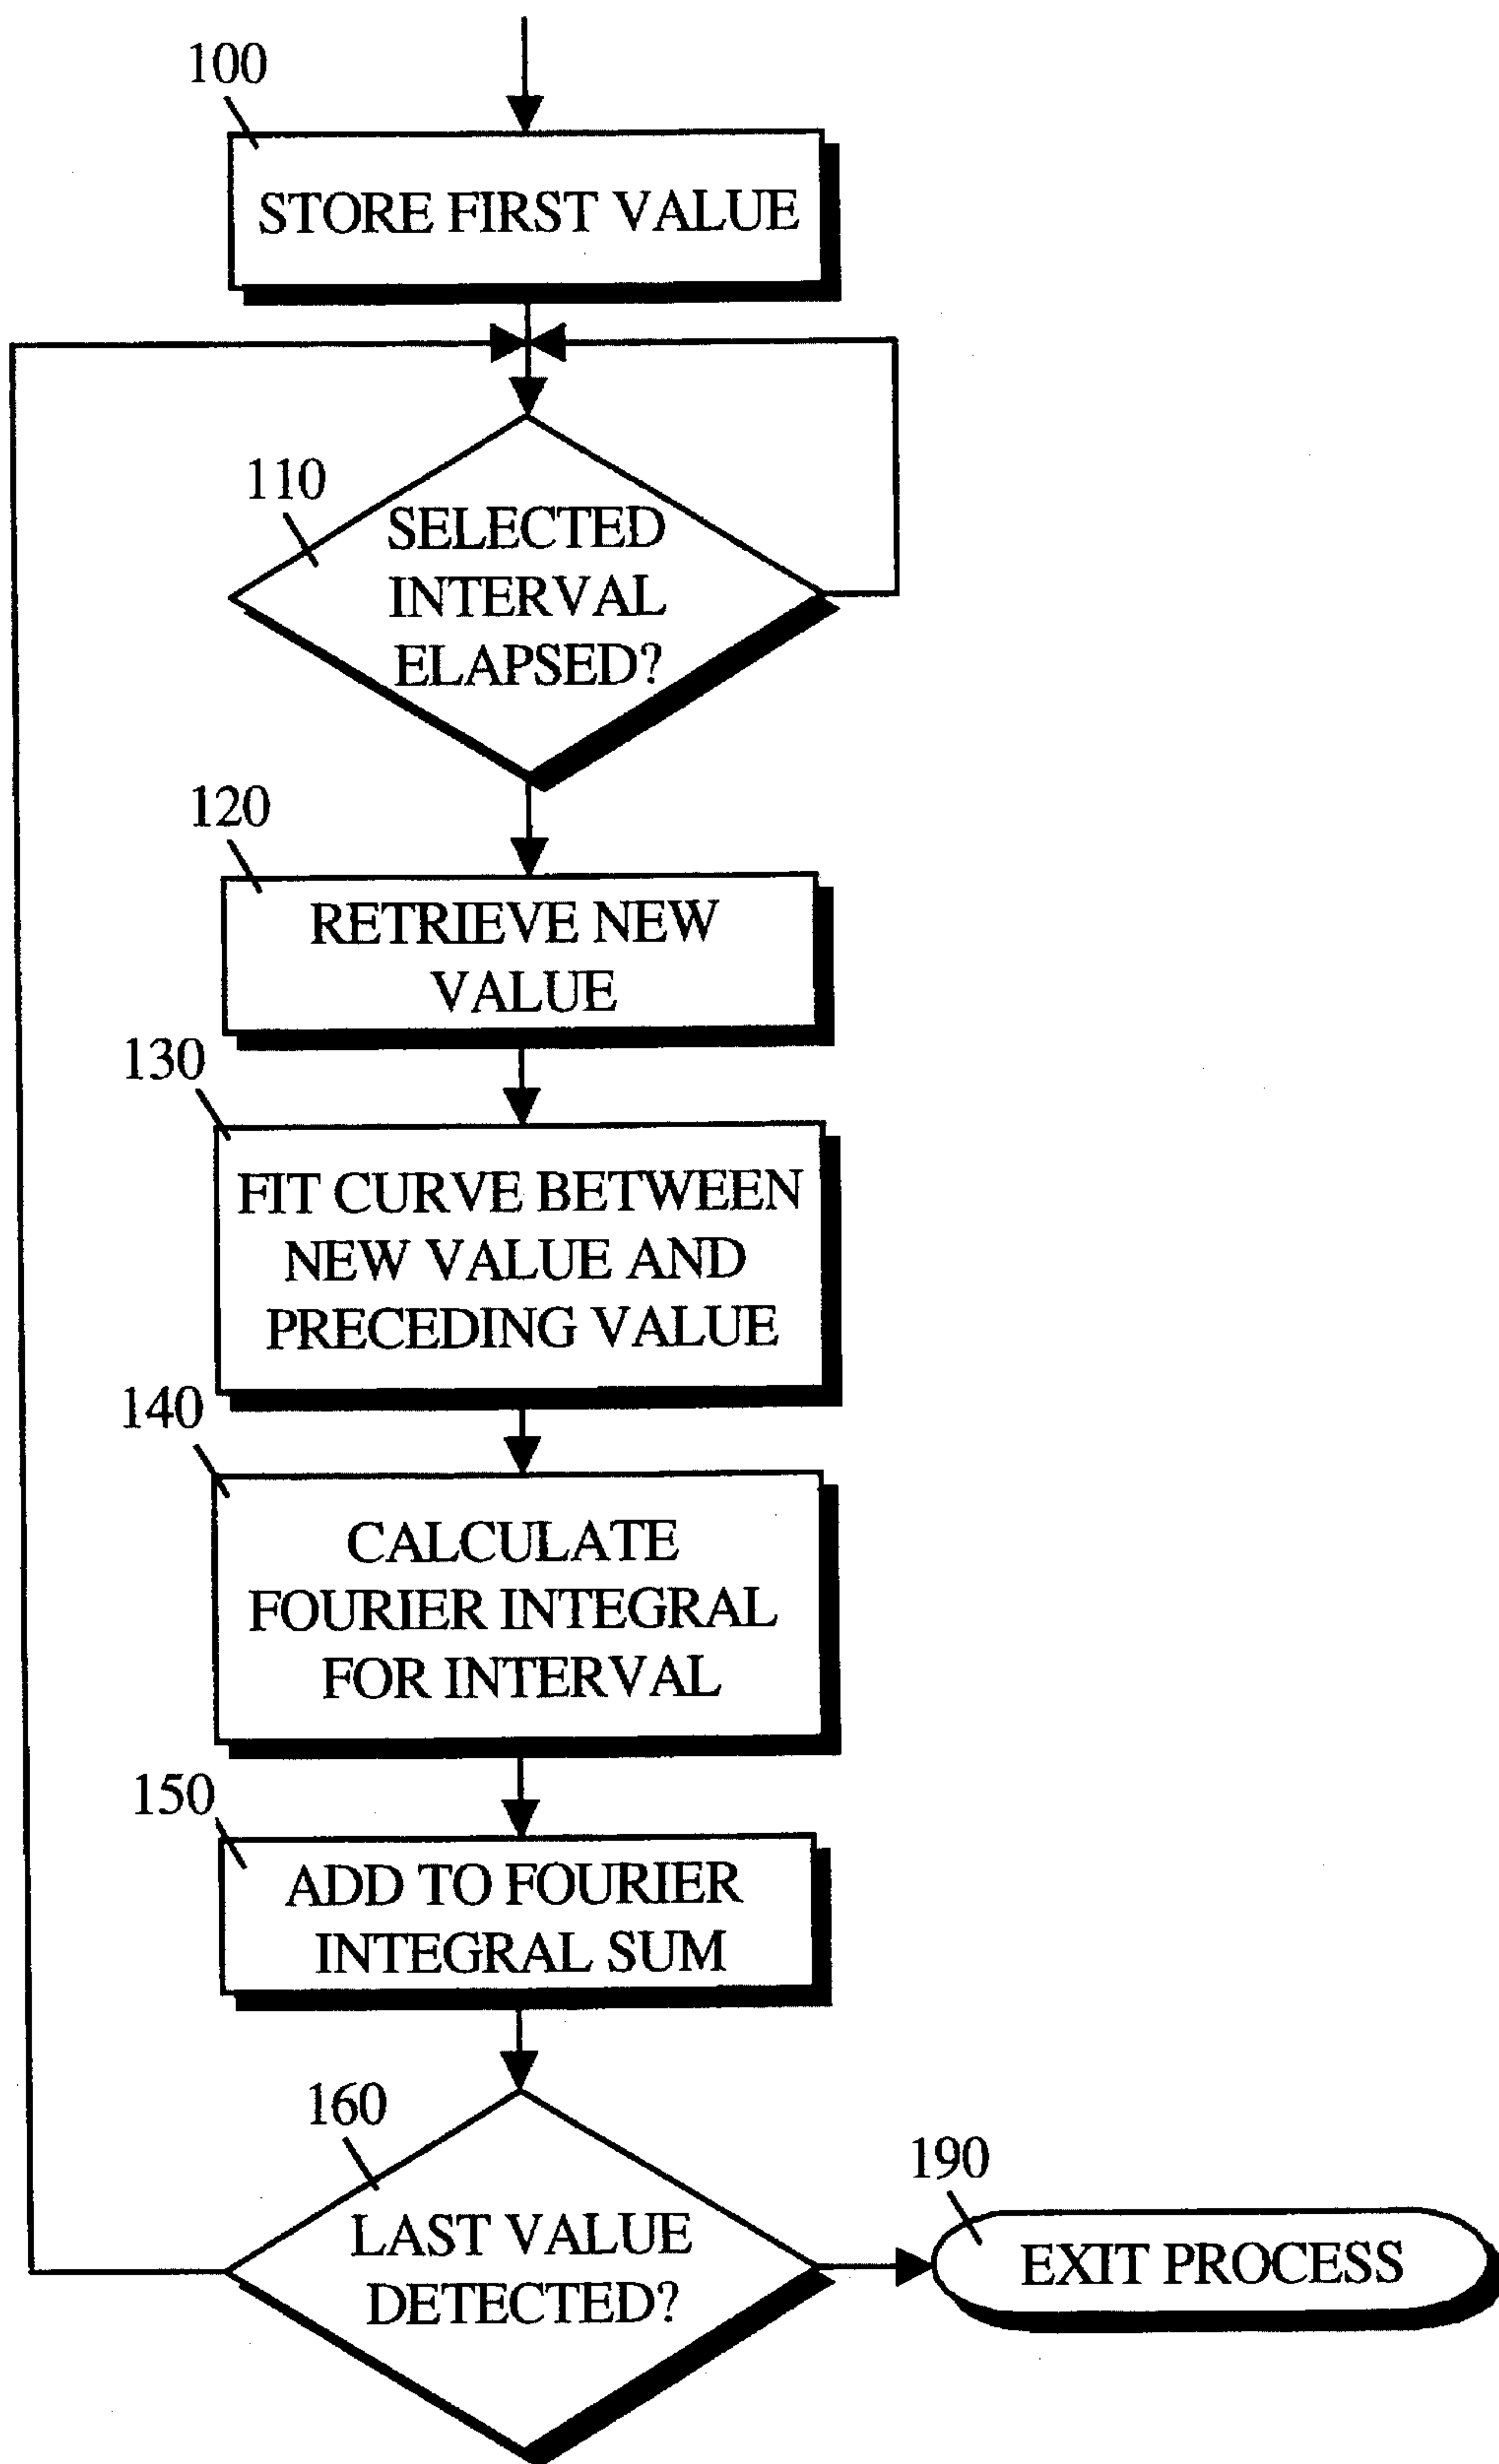 100
STORE FIRST VALUE
110
SELECTED
INTERVAL
ELAPSED?
120
RETRIEVE NEW
VALUE
130
FIT CURVE BETWEEN
NEW VALUE AND
PRECEDING VALUE
140
CALCULATE
FOURIER INTEGRAL
FOR INTERVAL
150
ADD TO FOURIER
INTEGRAL SUM
160
LAST VALUE
DETECTED?
190
EXIT PROCESS